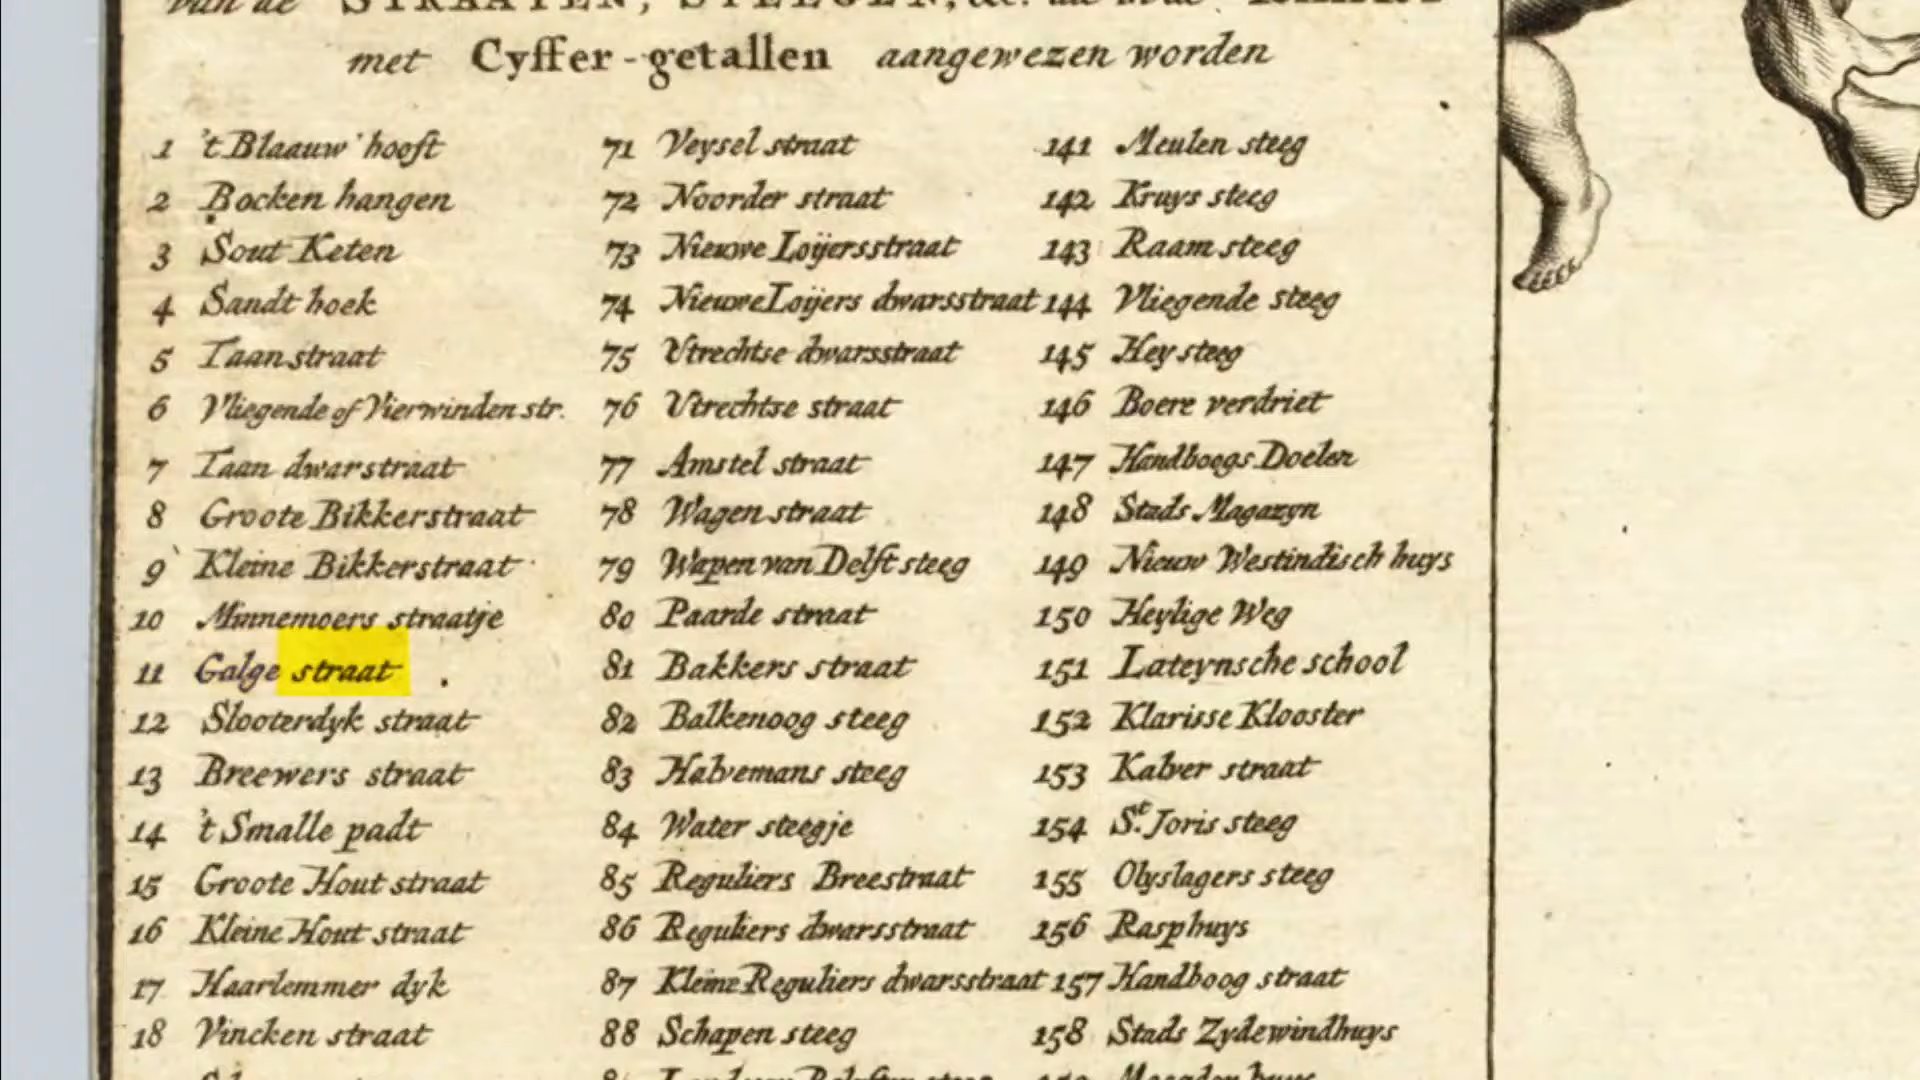 van de STRAATEN, STEEGEN, &c. die in de
met Cyffer-getallen aangewezen worden
1 't Blaauw hooft
2 Bocken hangen
3 Sout Keten
4 Sandt hoek
5 Taan straat
6 Vliegende of Vierwinden str.
7 Taan dwarstraat
8 Groote Bikkerstraat
9 Kleine Bikkerstraat
10 Minnemoers straatje
11 Galge straat
12 Slooterdyk straat
13 Breewers straat
14 't Smalle padt
15 Groote Hout straat
16 Kleine Hout straat
17 Haarlemmer dyk
18 Vincken straat
71 Veysel straat
72 Noorder straat
73 Nieuwe Loijersstraat
74 Nieuwe Loijers dwarsstraat
75 Utrechtse dwarsstraat
76 Utrechtse straat
77 Amstel straat
78 Wagen straat
79 Wapen van Delft steeg
80 Paarde straat
81 Bakkers straat
82 Balkenoog steeg
83 Halvemans steeg
84 Water steegje
85 Reguliers Breestraat
86 Reguliers dwarsstraat
87 Kleine Reguliers dwarsstraat
88 Schapen steeg
141 Meulen steeg
142 Kruys steeg
143 Raam steeg
144 Vliegende steeg
145 Hey steeg
146 Boere verdriet
147 Handboogs Doelen
148 Stads Magazyn
149 Nieuw Westindisch huys
150 Heylige Weg
151 Lateynsche school
152 Klarisse Klooster
153 Kalver straat
154 St. Joris steeg
155 Olyslagers steeg
156 Rasphuys
157 Handboog straat
158 Stads Zydewindhuys